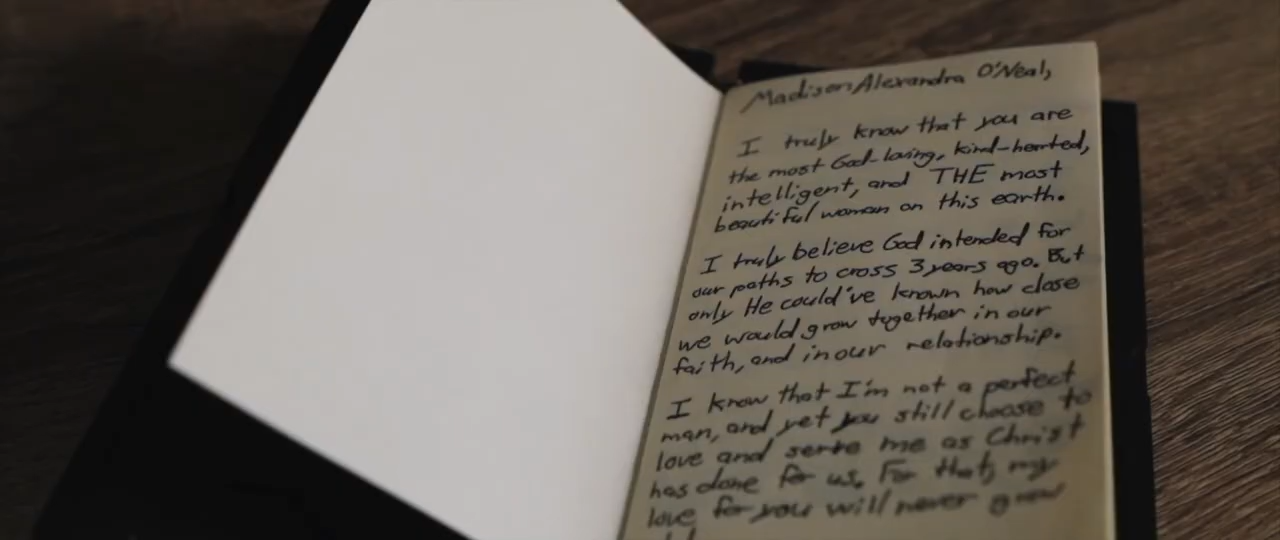 Madison Alexandra O'Neal,
I truly know that you are
the most God-loving, kind-hearted,
intelligent, and THE most
beautiful woman on this earth.
I truly believe God intended for
our paths to cross 3 years ago. But
only He could've known how close
we would grow together in our
faith, and in our relationship.
I know that I'm not a perfect
man, and yet you still choose to
love and serve me as Christ
has done for us. For that, my
love for you will never grow